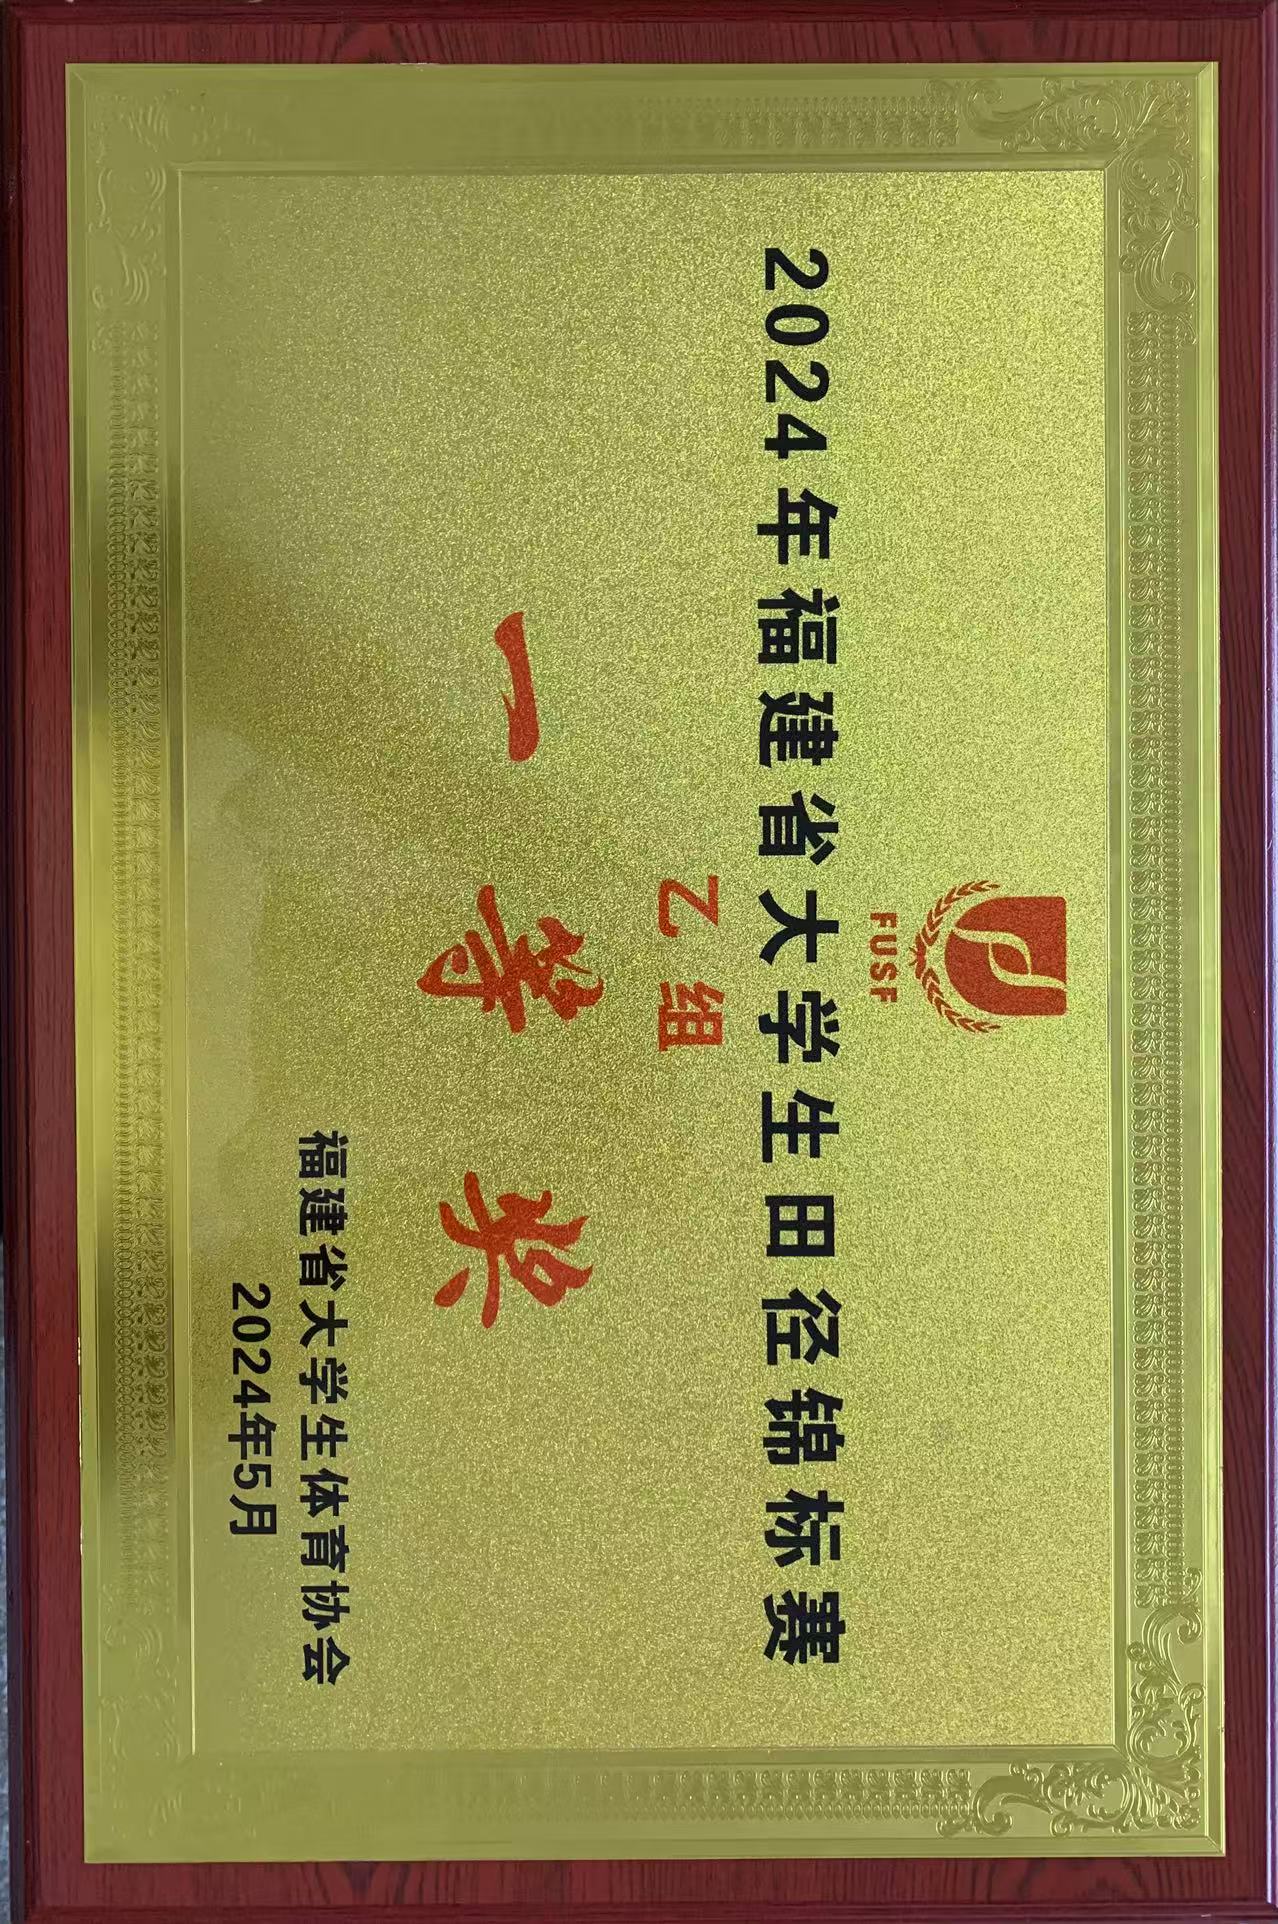 FUSF
2024年福建省大学生田径锦标赛
乙组
一等奖
福建省大学生体育协会
2024年5月